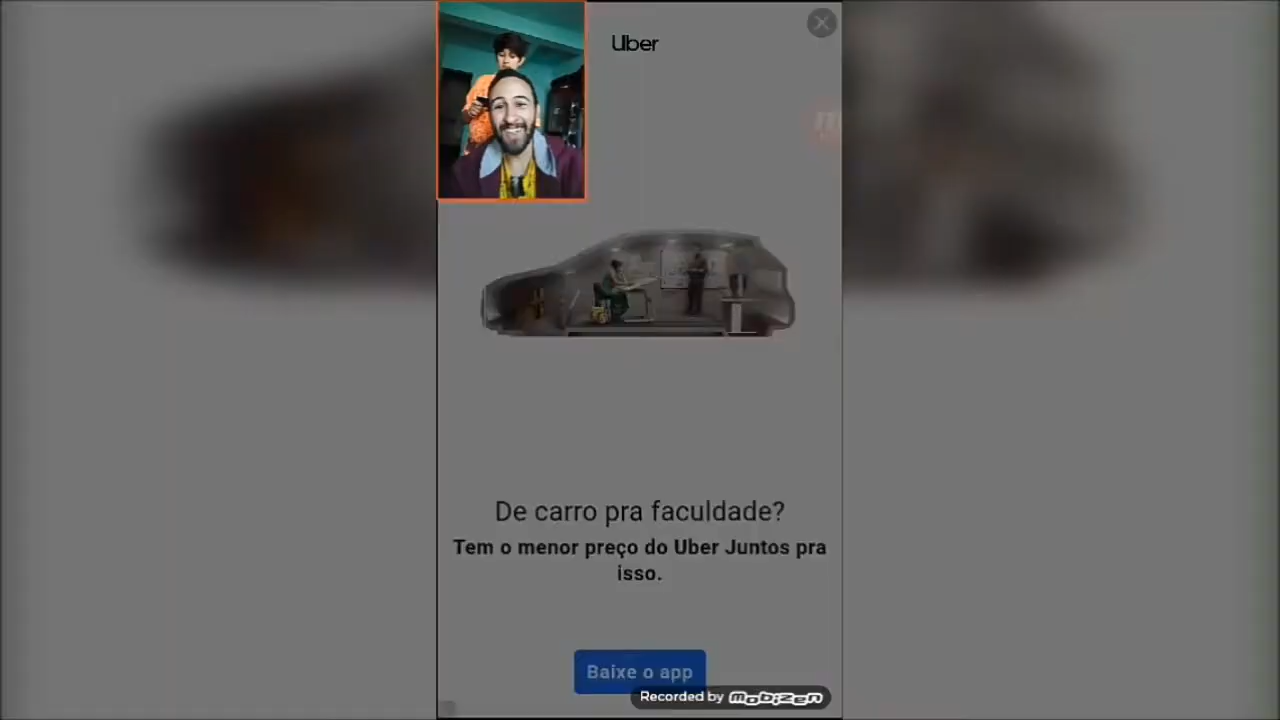 Uber
De carro pra faculdade?
Tem o menor preço do Uber Juntos pra
isso.
Baixe o app
Recorded by Mobizen